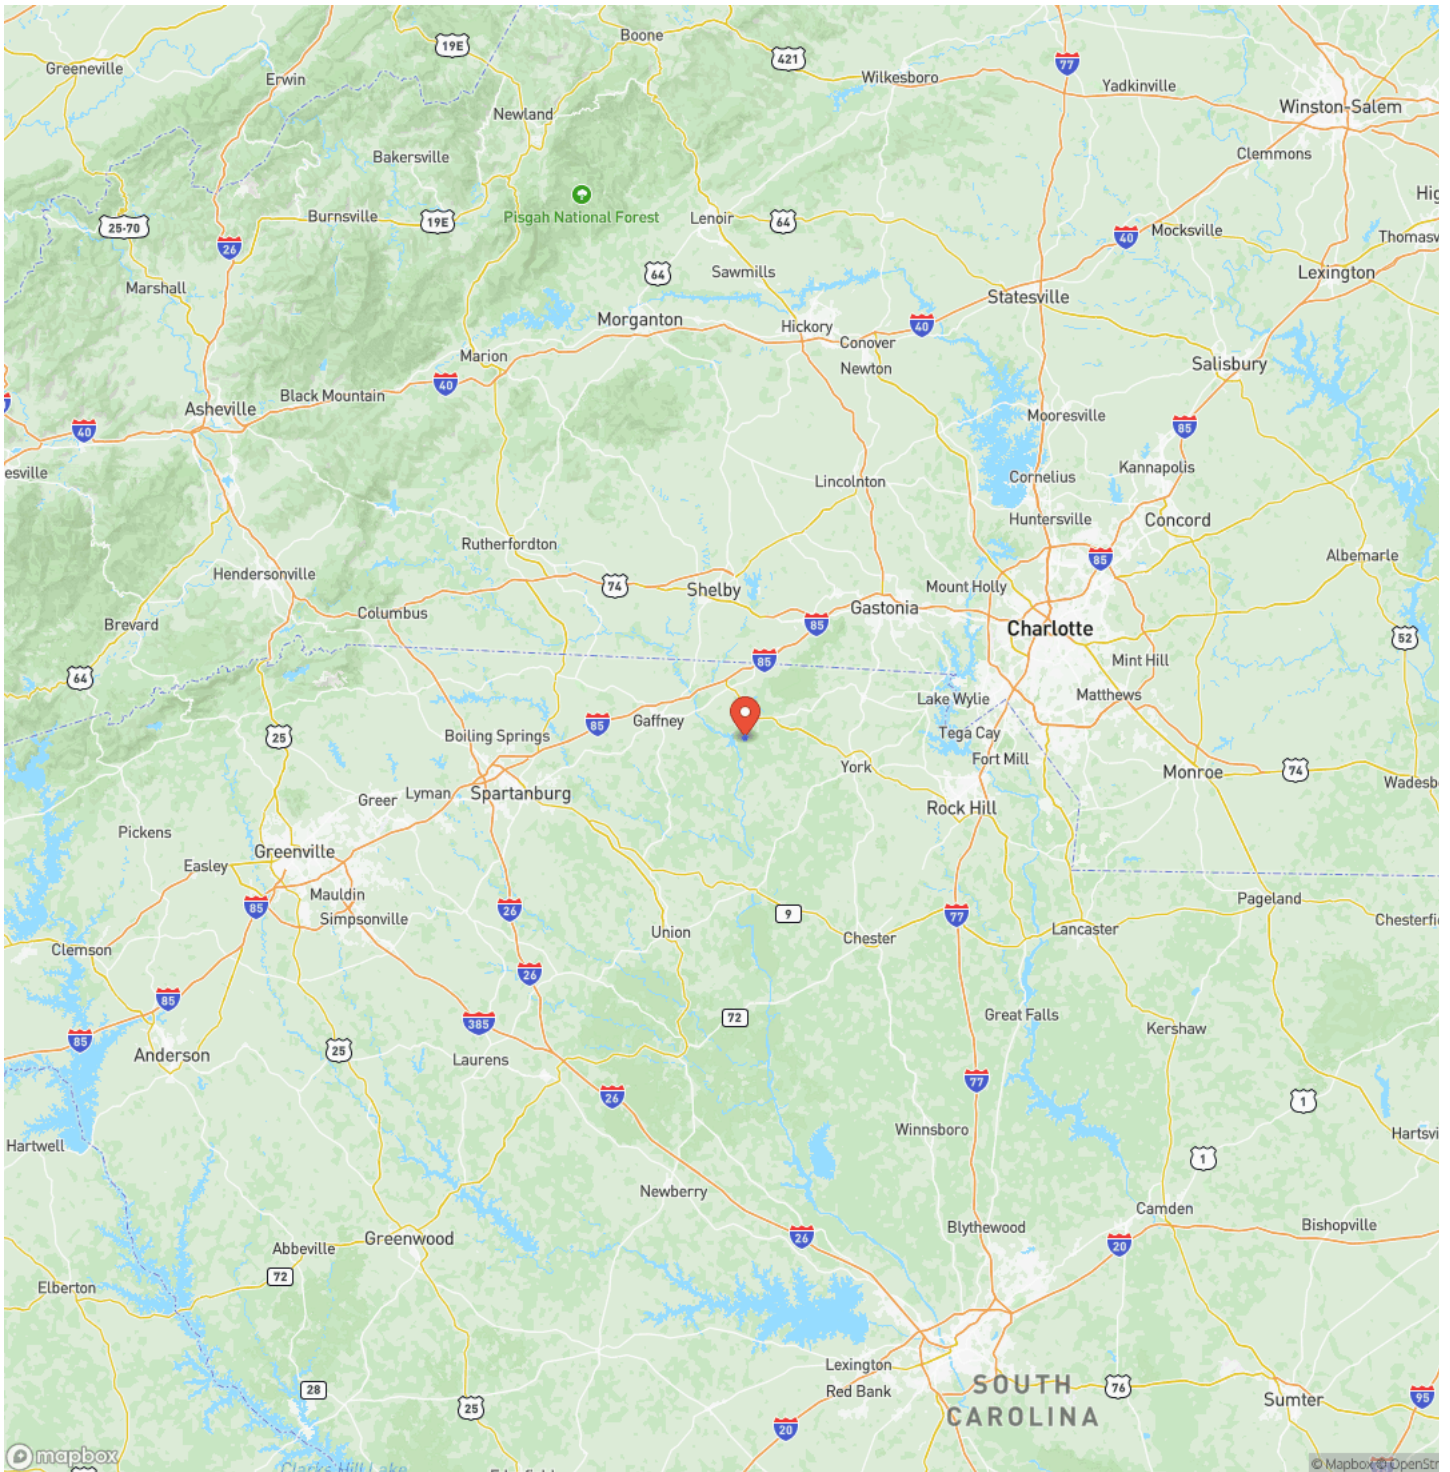 Boone
19E
421
77
Greeneville
Erwin
Wilkesboro
Yadkinville
Winston-Salem
Newland
Bakersville
Clemmons
Pisgah National Forest
Burnsville
19E
Lenoir
64
Hig
25-70
26
40
Mocksville
Thomasv
Marshall
64
Sawmills
Lexington
Statesville
Morganton
Hickory
40
Conover
Marion
Newton
Salisbury
40
Black Mountain
Asheville
40
Mooresville
85
esville
Kannapolis
Lincolnton
Cornelius
Huntersville
Concord
Rutherfordton
85
Albemarle
Hendersonville
74
Shelby
Mount Holly
Columbus
Gastonia
Brevard
85
Charlotte
52
64
85
Mint Hill
Lake Wylie
Matthews
25
Boiling Springs
85
Gaffney
Tega Cay
York
Fort Mill
Monroe
74
Wadesb
Greer
Lyman
Spartanburg
Rock Hill
Pickens
Greenville
Easley
Mauldin
85
Simpsonville
26
9
77
Pageland
Chesterfi
Union
Chester
Lancaster
Clemson
26
85
385
72
Great Falls
Kershaw
85
Anderson
25
Laurens
77
26
1
Hartwell
Winnsboro
Hartsvi
1
Newberry
Camden
Greenwood
Abbeville
26
Blythewood
20
Bishopville
72
Elberton
Lexington
28
Red Bank
SOUTH
CAROLINA
76
Sumter
95
25
20
mapbox
Clarks Hill Lake
© Mapbox © OpenStr